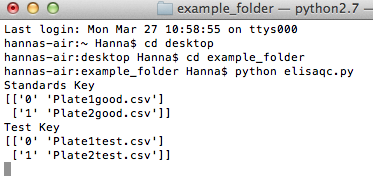 example_folder — python2.7
Last login: Mon Mar 27 10:58:55 on ttys000
hannas-air:~ Hanna$ cd desktop
hannas-air:desktop Hanna$ cd example_folder
hannas-air:example_folder Hanna$ python elisaqc.py
Standards Key
[['0' 'Plate1good.csv']
 ['1' 'Plate2good.csv']]
Test Key
[['0' 'Plate1test.csv']
 ['1' 'Plate2test.csv']]